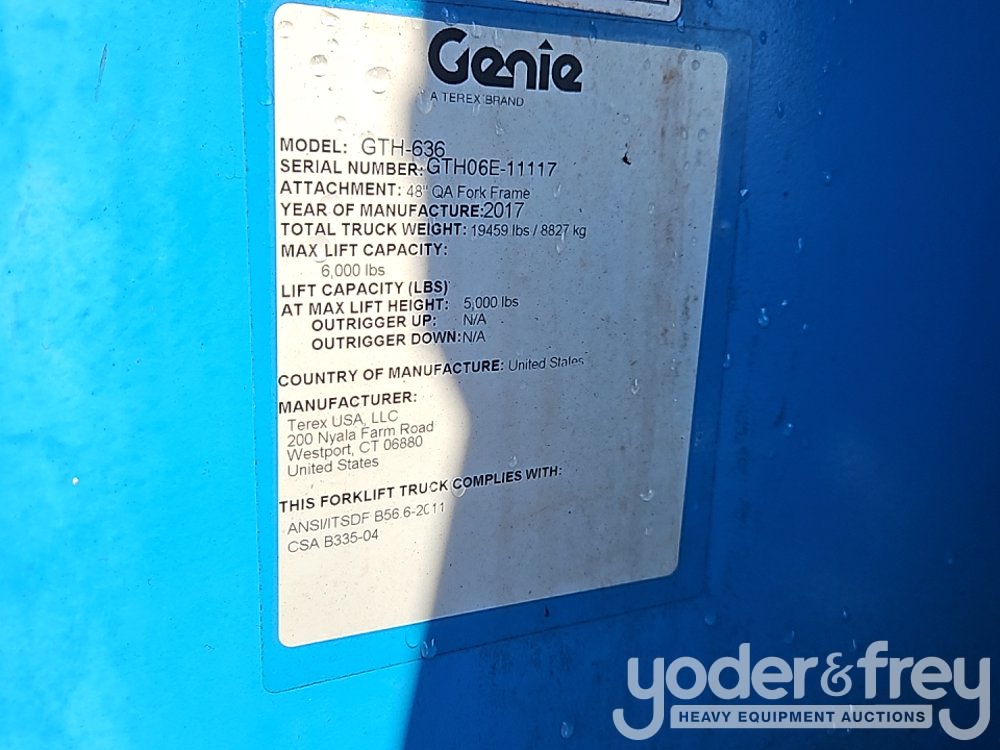 Genie
A TEREX BRAND
MODEL: GTH-636
SERIAL NUMBER: GTH06E-11117
ATTACHMENT: 48" QA Fork Frame
YEAR OF MANUFACTURE: 2017
TOTAL TRUCK WEIGHT: 19459 lbs / 8827 kg
MAX LIFT CAPACITY:
6,000 lbs
LIFT CAPACITY (LBS)
AT MAX LIFT HEIGHT: 5,000 lbs
OUTRIGGER UP: N/A
OUTRIGGER DOWN: N/A
COUNTRY OF MANUFACTURE: United States
MANUFACTURER:
Terex USA, LLC
200 Nyala Farm Road
Westport, CT 06880
United States
THIS FORKLIFT TRUCK COMPLIES WITH:
ANSI/ITSDF B56.6-2011
CSA B335-04
yoder&frey
HEAVY EQUIPMENT AUCTIONS